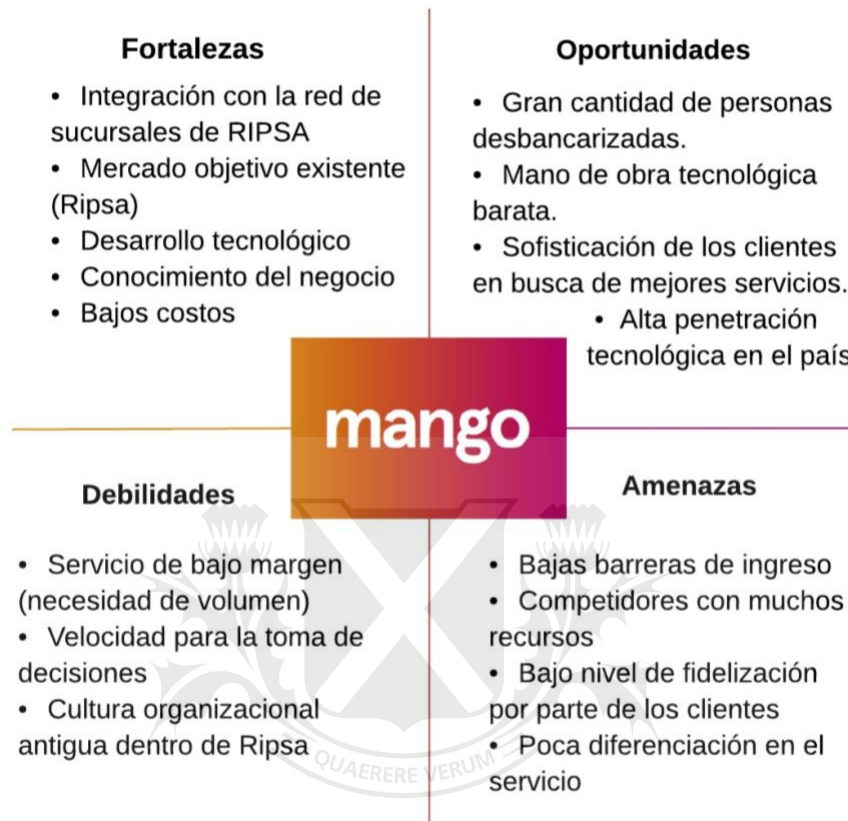 Fortalezas
• Integración con la red de
sucursales de RIPSA
• Mercado objetivo existente
(Ripsa)
• Desarrollo tecnológico
• Conocimiento del negocio
• Bajos costos
Oportunidades
• Gran cantidad de personas
desbancarizadas.
• Mano de obra tecnológica
barata.
• Sofisticación de los clientes
en busca de mejores servicios.
• Alta penetración
tecnológica en el país
mango
Debilidades
• Servicio de bajo margen
(necesidad de volumen)
• Velocidad para la toma de
decisiones
• Cultura organizacional
antigua dentro de Ripsa
Amenazas
• Bajas barreras de ingreso
• Competidores con muchos
recursos
• Bajo nivel de fidelización
por parte de los clientes
• Poca diferenciación en el
servicio
QUAERERE VERUM